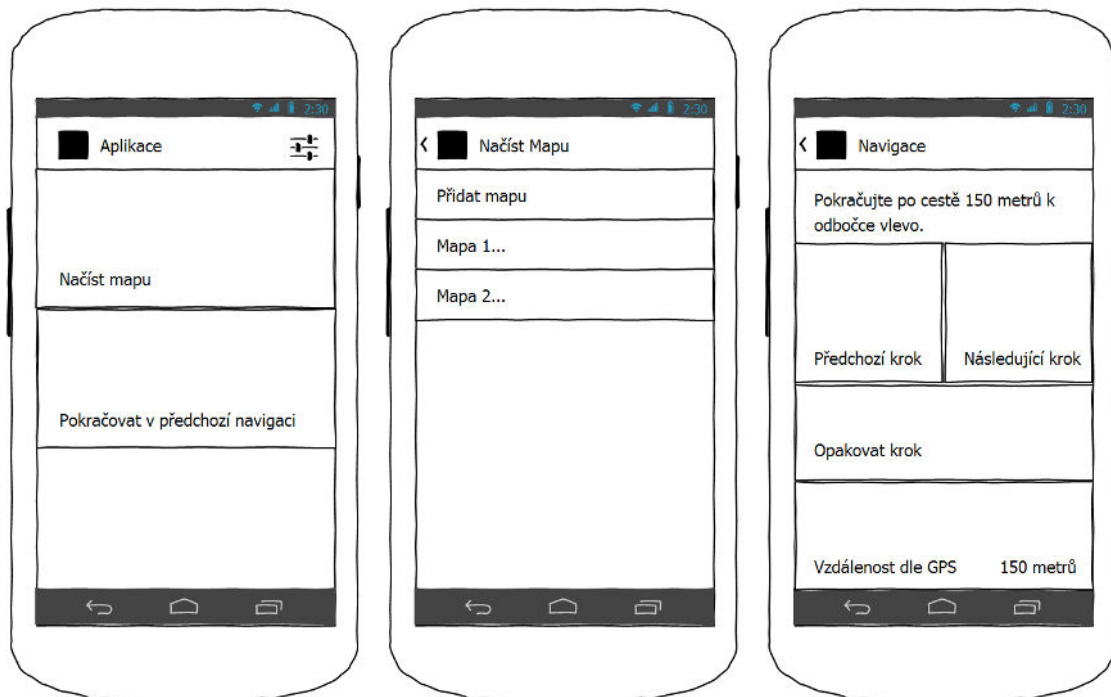 2:30
Aplikace
Načíst mapu
Pokračovat v předchozí navigaci
2:30
Načíst Mapu
Přidat mapu
Mapa 1...
Mapa 2...
2:30
Navigace
Pokračujte po cestě 150 metrů k
odbočce vlevo.
Předchozí krok
Následující krok
Opakovat krok
Vzdálenost dle GPS 150 metrů